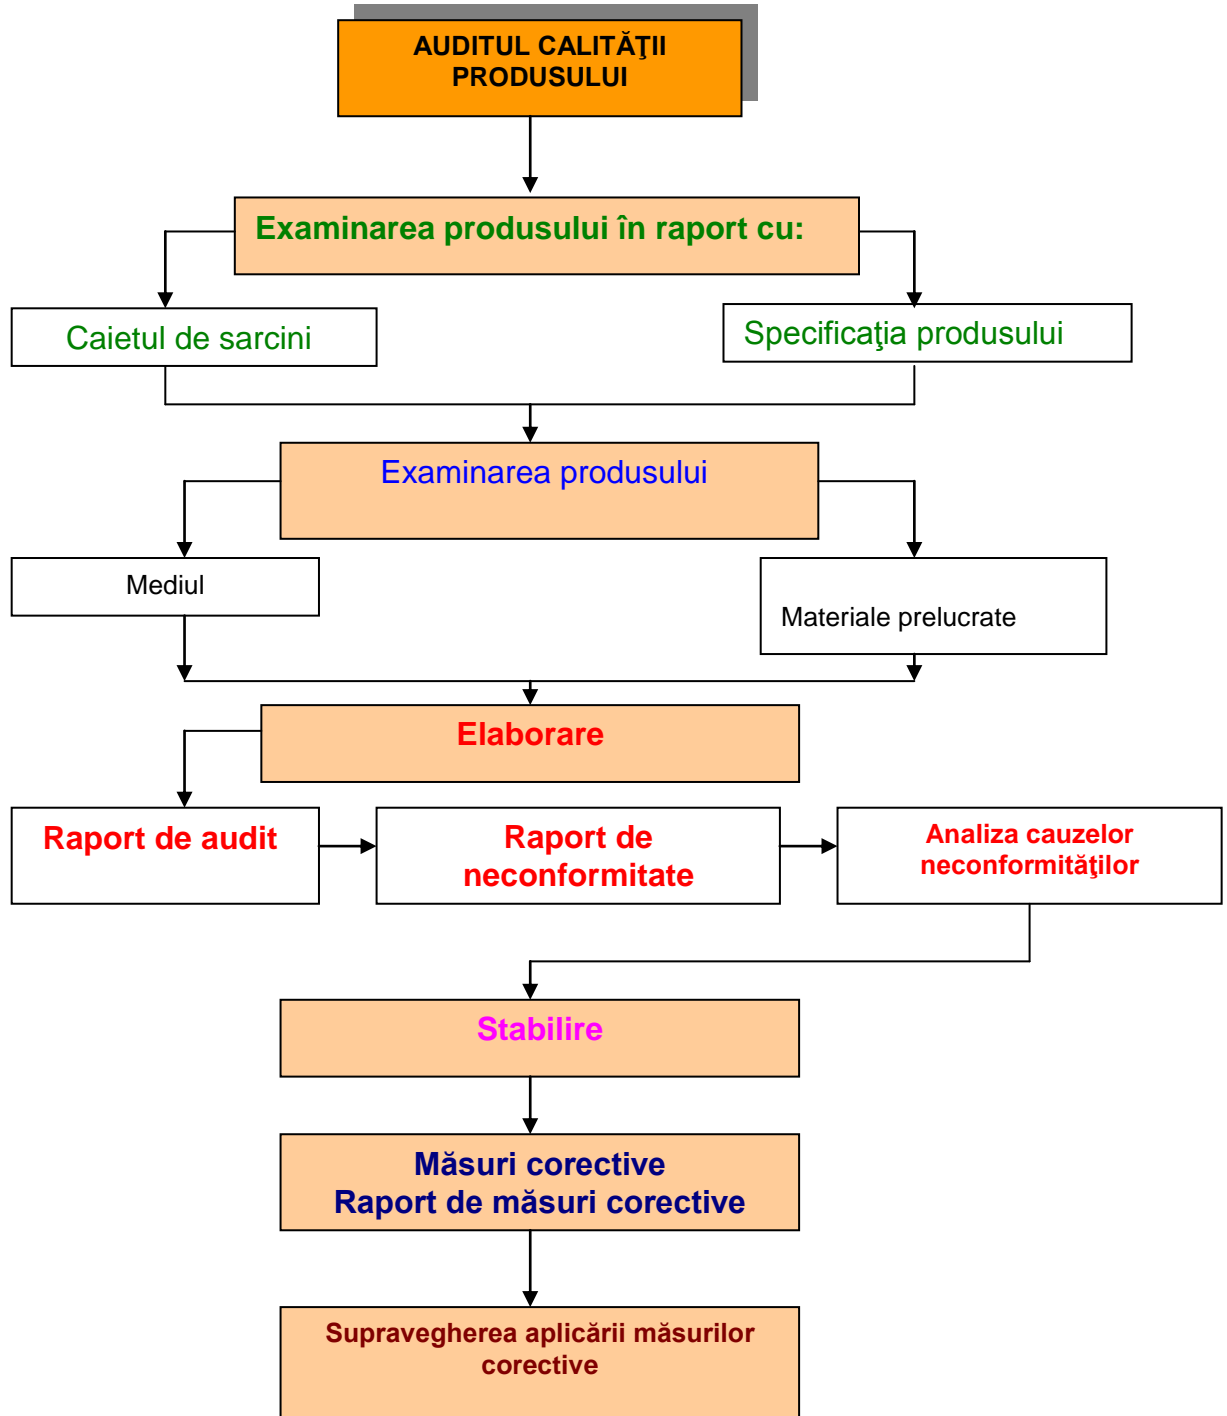 AUDITUL CALITĂŢII
PRODUSULUI
Examinarea produsului în raport cu:
Caietul de sarcini
Specificaţia produsului
Examinarea produsului
Mediul
Materiale prelucrate
Elaborare
Raport de audit
Raport de
neconformitate
Analiza cauzelor
neconformităţilor
Stabilire
Măsuri corective
Raport de măsuri corective
Supravegherea aplicării măsurilor
corective